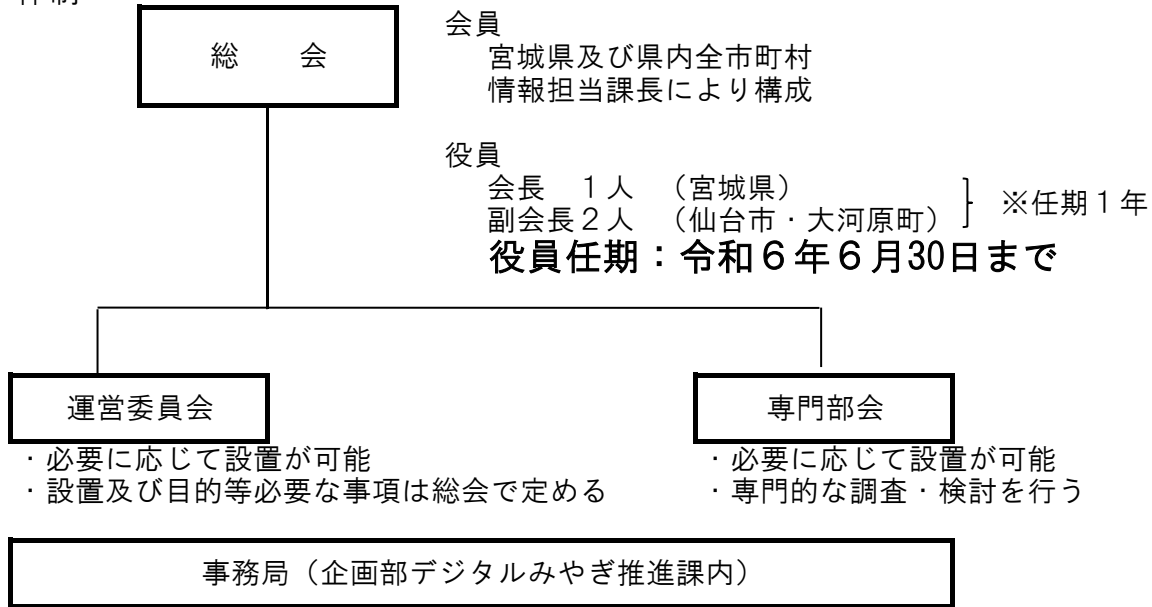 総　会
会員
宮城県及び県内全市町村
情報担当課長により構成
役員
会長　１人　（宮城県）
副会長２人　（仙台市・大河原町）
※任期１年
役員任期：令和６年６月30日まで
運営委員会
・必要に応じて設置が可能
・設置及び目的等必要な事項は総会で定める
専門部会
・必要に応じて設置が可能
・専門的な調査・検討を行う
事務局（企画部デジタルみやぎ推進課内）